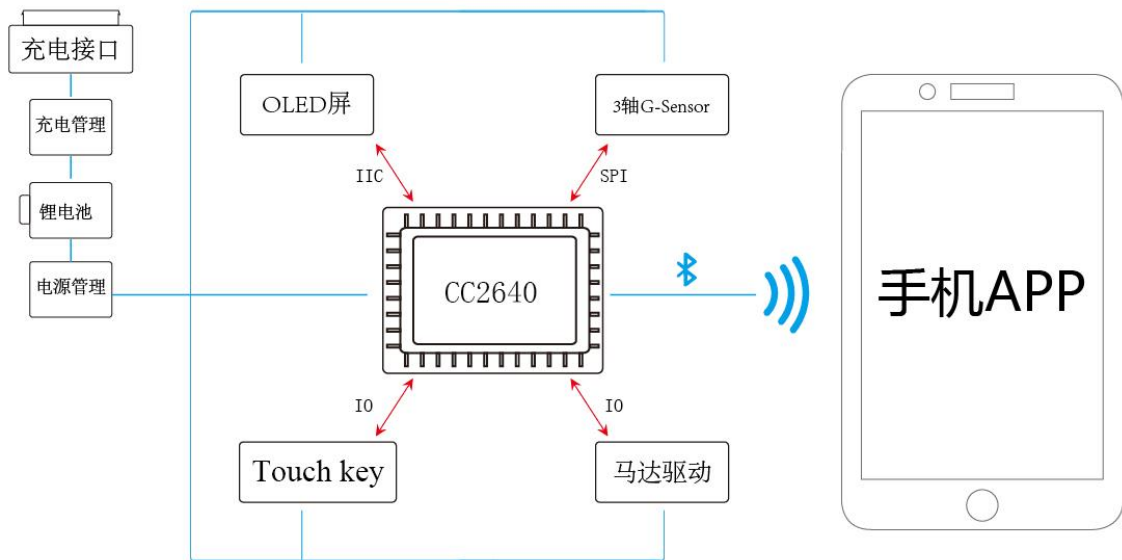 充电接口
充电管理
锂电池
电源管理
OLED屏
3轴G-Sensor
IIC
SPI
CC2640
手机APP
IO
IO
Touch key
马达驱动